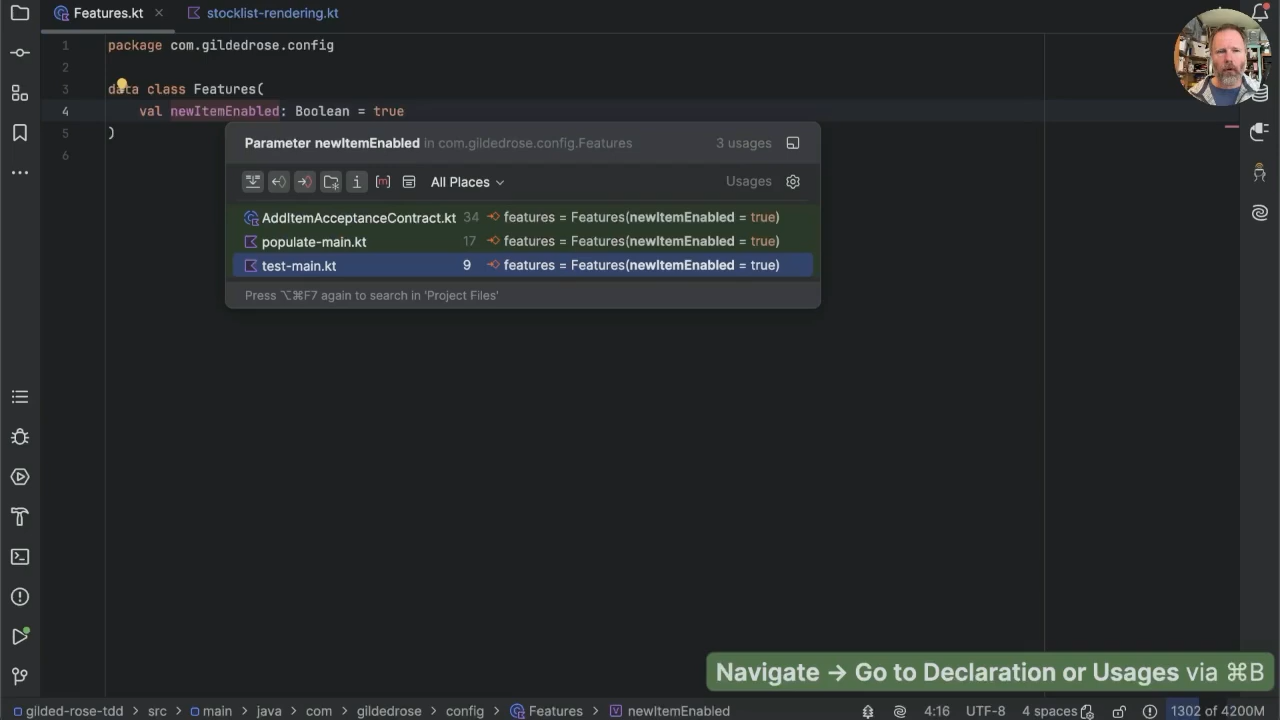 Features.kt
stocklist-rendering.kt
1 package com.gildedrose.config
2
3 data class Features(
4 val newItemEnabled: Boolean = true
5 )
6
Parameter newItemEnabled in com.gildedrose.config.Features 3 usages
All Places Usages
AddItemAcceptanceContract.kt 34 features = Features(newItemEnabled = true)
populate-main.kt 17 features = Features(newItemEnabled = true)
test-main.kt 9 features = Features(newItemEnabled = true)
Press ⌥⌘F7 again to search in 'Project Files'
Navigate → Go to Declaration or Usages via ⌘B
gilded-rose-tdd > src > main > java > com > gildedrose > config > Features > newItemEnabled 4:16 UTF-8 4 spaces 1302 of 4200M